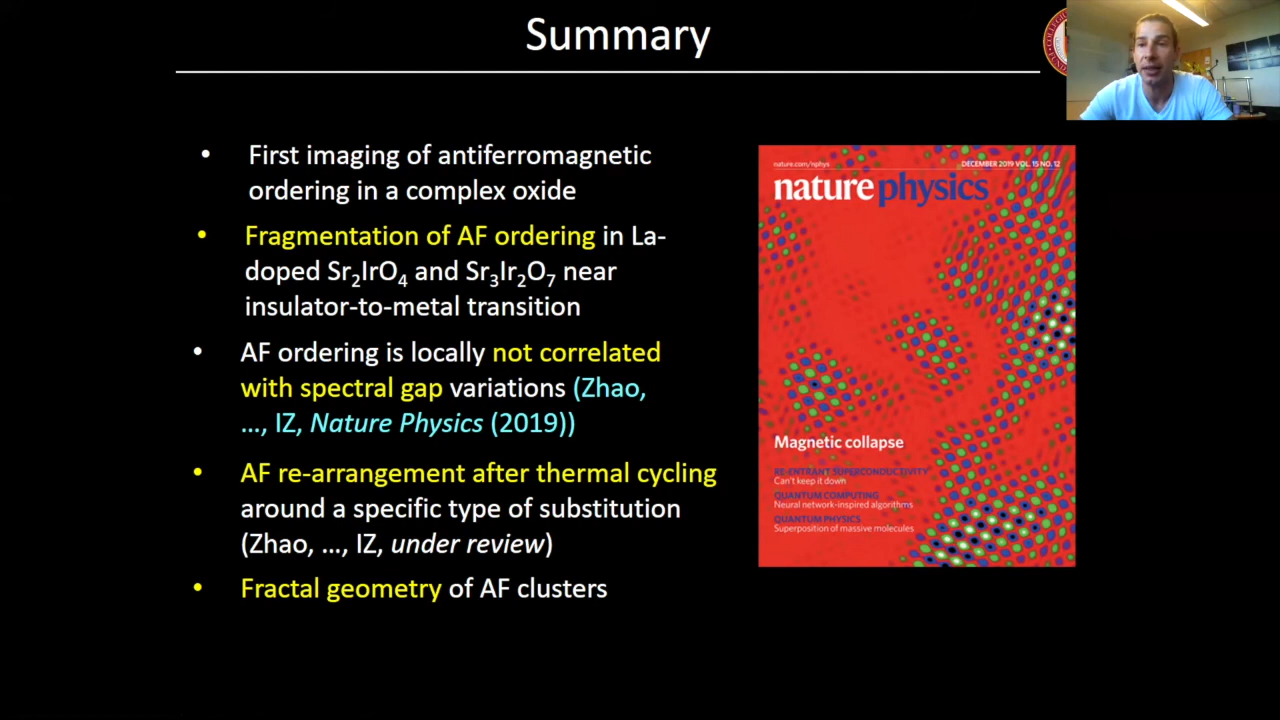 Summary
• First imaging of antiferromagnetic
ordering in a complex oxide
• Fragmentation of AF ordering in La-
doped Sr₂IrO₄ and Sr₃Ir₂O₇ near
insulator-to-metal transition
• AF ordering is locally not correlated
with spectral gap variations (Zhao,
…, IZ, Nature Physics (2019))
• AF re-arrangement after thermal cycling
around a specific type of substitution
(Zhao, …, IZ, under review)
• Fractal geometry of AF clusters
nature.com/nphys
DECEMBER 2019 VOL. 15 NO. 12
nature physics
Magnetic collapse
RE-ENTRANT SUPERCONDUCTIVITY
Can't keep it down
QUANTUM COMPUTING
Neural network-inspired algorithms
QUANTUM PHYSICS
Superposition of massive molecules